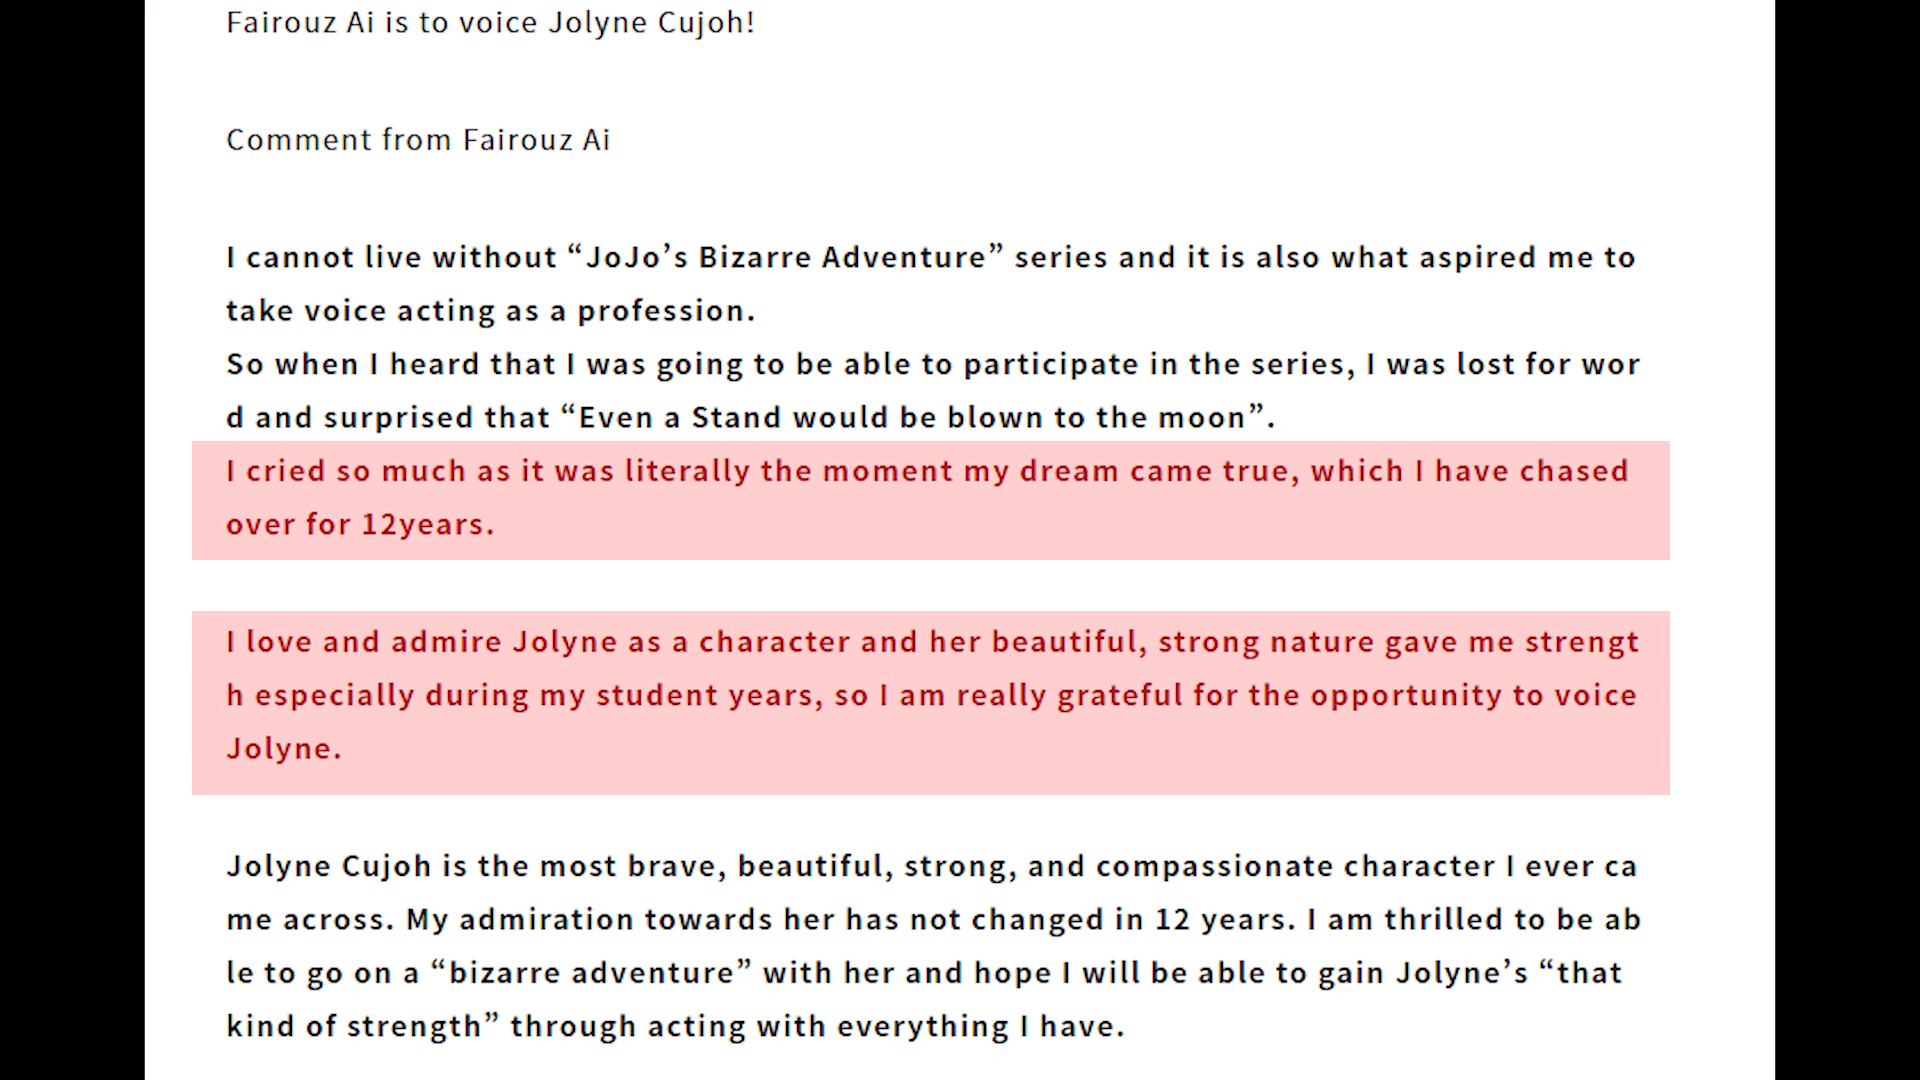 Fairouz Ai is to voice Jolyne Cujoh!
Comment from Fairouz Ai
I cannot live without “JoJo’s Bizarre Adventure” series and it is also what aspired me to
take voice acting as a profession.
So when I heard that I was going to be able to participate in the series, I was lost for wor
d and surprised that “Even a Stand would be blown to the moon”.
I cried so much as it was literally the moment my dream came true, which I have chased
over for 12years.
I love and admire Jolyne as a character and her beautiful, strong nature gave me strengt
h especially during my student years, so I am really grateful for the opportunity to voice
Jolyne.
Jolyne Cujoh is the most brave, beautiful, strong, and compassionate character I ever ca
me across. My admiration towards her has not changed in 12 years. I am thrilled to be ab
le to go on a “bizarre adventure” with her and hope I will be able to gain Jolyne’s “that
kind of strength” through acting with everything I have.